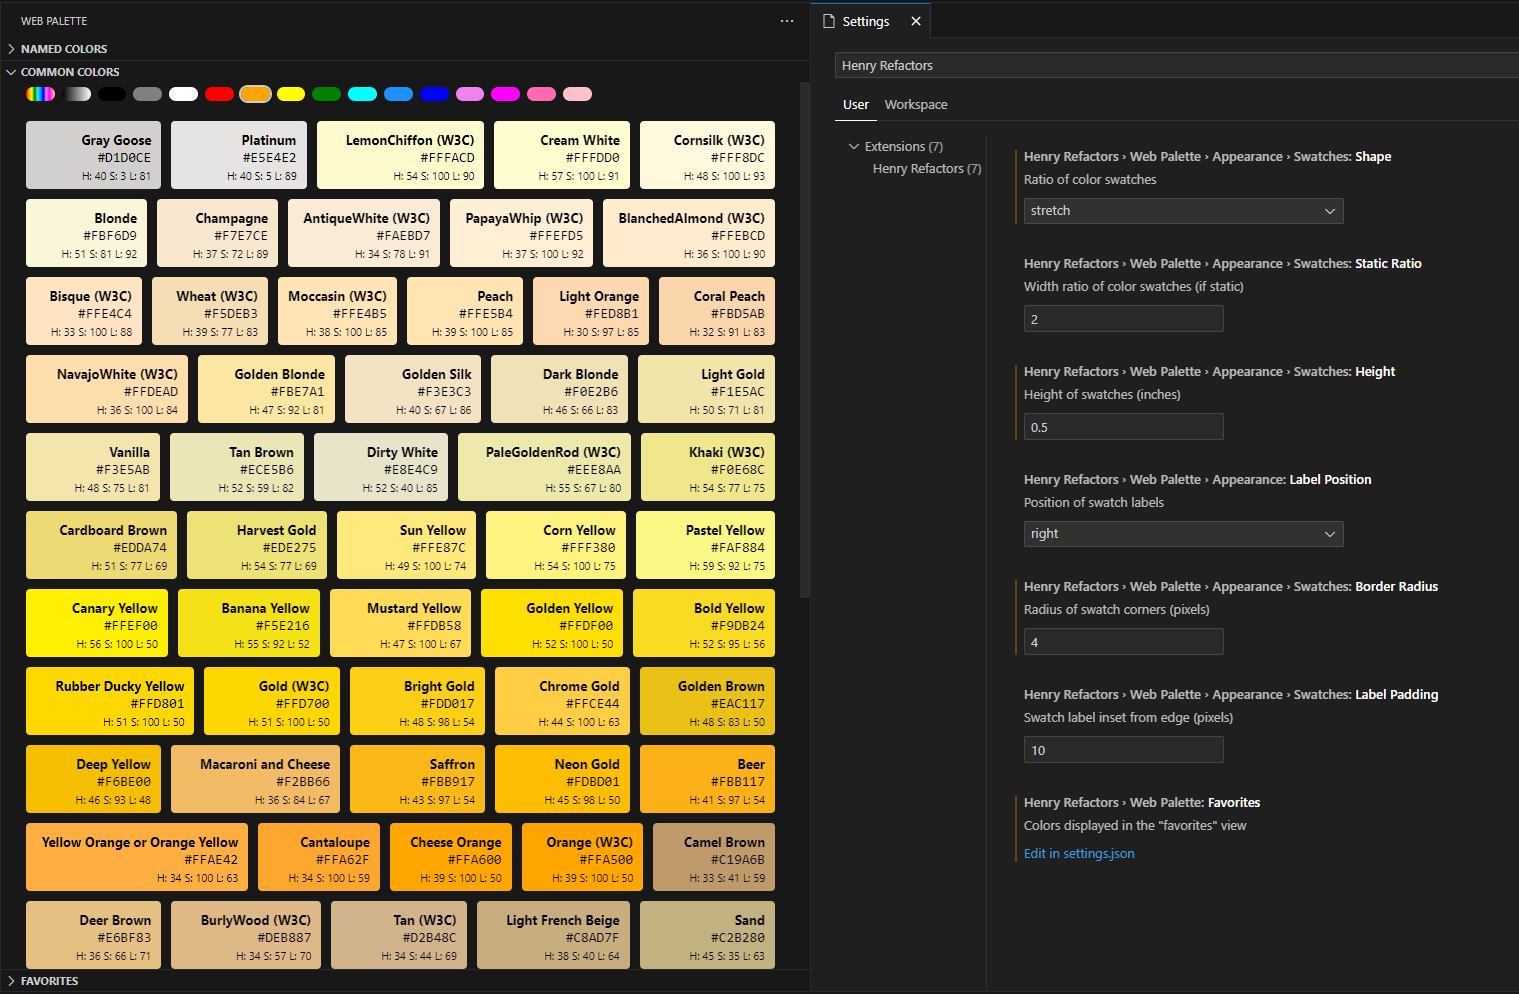 WEB PALETTE
NAMED COLORS
COMMON COLORS
Gray Goose
#D1D0CE
H: 40 S: 3 L: 81
Platinum
#E5E4E2
H: 40 S: 5 L: 89
LemonChiffon (W3C)
#FFFACD
H: 54 S: 100 L: 90
Cream White
#FFFDD0
H: 57 S: 100 L: 91
Cornsilk (W3C)
#FFF8DC
H: 48 S: 100 L: 93
Blonde
#FBF6D9
H: 51 S: 81 L: 92
Champagne
#F7E7CE
H: 37 S: 72 L: 89
AntiqueWhite (W3C)
#FAEBD7
H: 34 S: 78 L: 91
PapayaWhip (W3C)
#FFEFD5
H: 37 S: 100 L: 92
BlanchedAlmond (W3C)
#FFEBCD
H: 36 S: 100 L: 90
Bisque (W3C)
#FFE4C4
H: 33 S: 100 L: 88
Wheat (W3C)
#F5DEB3
H: 39 S: 77 L: 83
Moccasin (W3C)
#FFE4B5
H: 38 S: 100 L: 85
Peach
#FFE5B4
H: 39 S: 100 L: 85
Light Orange
#FED8B1
H: 30 S: 97 L: 85
Coral Peach
#FBD5AB
H: 32 S: 91 L: 83
NavajoWhite (W3C)
#FFDEAD
H: 36 S: 100 L: 84
Golden Blonde
#FBE7A1
H: 47 S: 92 L: 81
Golden Silk
#F3E3C3
H: 40 S: 67 L: 86
Dark Blonde
#F0E2B6
H: 46 S: 66 L: 83
Light Gold
#F1E5AC
H: 50 S: 71 L: 81
Vanilla
#F3E5AB
H: 48 S: 75 L: 81
Tan Brown
#ECE5B6
H: 52 S: 59 L: 82
Dirty White
#E8E4C9
H: 52 S: 40 L: 85
PaleGoldenRod (W3C)
#EEE8AA
H: 55 S: 67 L: 80
Khaki (W3C)
#F0E68C
H: 54 S: 77 L: 75
Cardboard Brown
#EDDA74
H: 51 S: 77 L: 69
Harvest Gold
#EDE275
H: 54 S: 77 L: 69
Sun Yellow
#FFE87C
H: 49 S: 100 L: 74
Corn Yellow
#FFF380
H: 54 S: 100 L: 75
Pastel Yellow
#FAF884
H: 59 S: 92 L: 75
Canary Yellow
#FFEF00
H: 56 S: 100 L: 50
Banana Yellow
#F5E216
H: 55 S: 92 L: 52
Mustard Yellow
#FFDB58
H: 47 S: 100 L: 67
Golden Yellow
#FFDF00
H: 52 S: 100 L: 50
Bold Yellow
#F9DB24
H: 52 S: 95 L: 56
Rubber Ducky Yellow
#FFD801
H: 51 S: 100 L: 50
Gold (W3C)
#FFD700
H: 51 S: 100 L: 50
Bright Gold
#FDD017
H: 48 S: 98 L: 54
Chrome Gold
#FFCE44
H: 44 S: 100 L: 63
Golden Brown
#EAC117
H: 48 S: 83 L: 50
Deep Yellow
#F6BE00
H: 46 S: 93 L: 48
Macaroni and Cheese
#F2BB66
H: 36 S: 84 L: 67
Saffron
#FBB917
H: 43 S: 97 L: 54
Neon Gold
#FDBD01
H: 45 S: 98 L: 50
Beer
#FBB117
H: 41 S: 97 L: 54
Yellow Orange or Orange Yellow
#FFAE42
H: 34 S: 100 L: 63
Cantaloupe
#FFA62F
H: 34 S: 100 L: 59
Cheese Orange
#FFA600
H: 39 S: 100 L: 50
Orange (W3C)
#FFA500
H: 39 S: 100 L: 50
Camel Brown
#C19A6B
H: 33 S: 41 L: 59
Deer Brown
#E6BF83
H: 36 S: 66 L: 71
BurlyWood (W3C)
#DEB887
H: 34 S: 57 L: 70
Tan (W3C)
#D2B48C
H: 34 S: 44 L: 69
Light French Beige
#C8AD7F
H: 38 S: 40 L: 64
Sand
#C2B280
H: 45 S: 35 L: 63
FAVORITES
Settings
Henry Refactors
User Workspace
Extensions (7)
Henry Refactors (7)
Henry Refactors › Web Palette › Appearance › Swatches: Shape
Ratio of color swatches
stretch
Henry Refactors › Web Palette › Appearance › Swatches: Static Ratio
Width ratio of color swatches (if static)
2
Henry Refactors › Web Palette › Appearance › Swatches: Height
Height of swatches (inches)
0.5
Henry Refactors › Web Palette › Appearance: Label Position
Position of swatch labels
right
Henry Refactors › Web Palette › Appearance › Swatches: Border Radius
Radius of swatch corners (pixels)
4
Henry Refactors › Web Palette › Appearance › Swatches: Label Padding
Swatch label inset from edge (pixels)
10
Henry Refactors › Web Palette: Favorites
Colors displayed in the "favorites" view
Edit in settings.json